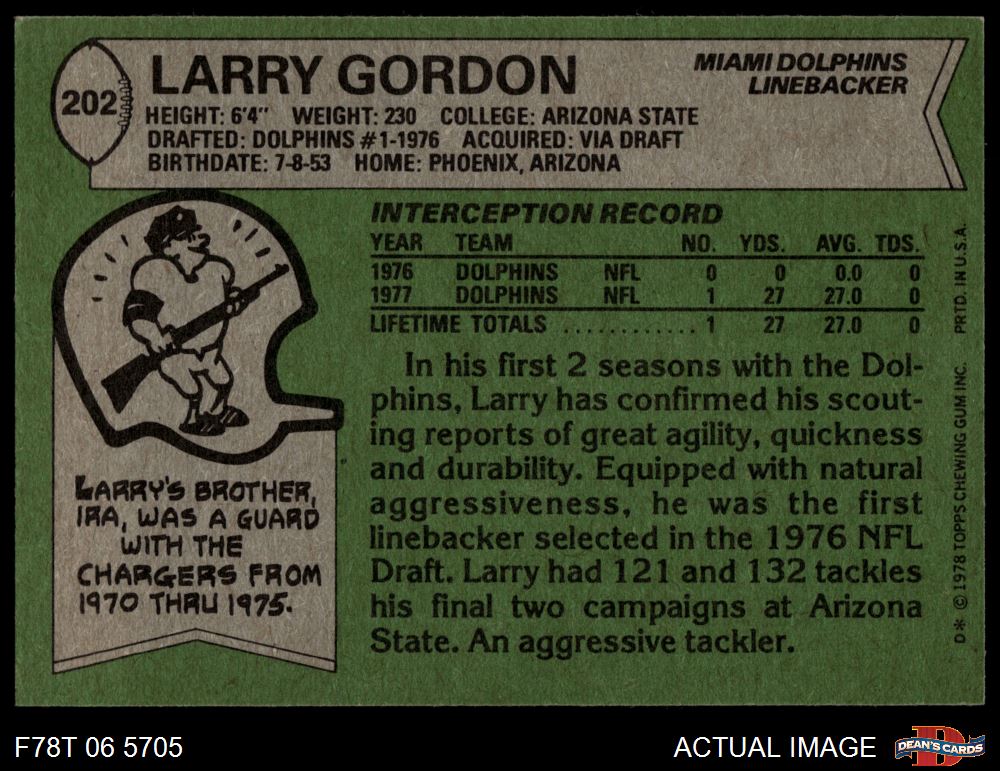 202
LARRY GORDON
MIAMI DOLPHINS
LINEBACKER
HEIGHT: 6'4" WEIGHT: 230 COLLEGE: ARIZONA STATE
DRAFTED: DOLPHINS #1-1976 ACQUIRED: VIA DRAFT
BIRTHDATE: 7-8-53 HOME: PHOENIX, ARIZONA
INTERCEPTION RECORD
YEAR TEAM NO. YDS. AVG. TDS.
1976 DOLPHINS NFL 0 0 0.0 0
1977 DOLPHINS NFL 1 27 27.0 0
LIFETIME TOTALS ............ 1 27 27.0 0
In his first 2 seasons with the Dol-
phins, Larry has confirmed his scout-
ing reports of great agility, quickness
and durability. Equipped with natural
aggressiveness, he was the first
linebacker selected in the 1976 NFL
Draft. Larry had 121 and 132 tackles
his final two campaigns at Arizona
State. An aggressive tackler.
LARRY'S BROTHER,
IRA, WAS A GUARD
WITH THE
CHARGERS FROM
1970 THRU 1975.
D* © 1978 TOPPS CHEWING GUM INC. PRTD. IN U.S.A.
F78T 06 5705
ACTUAL IMAGE
DEAN'S CARDS